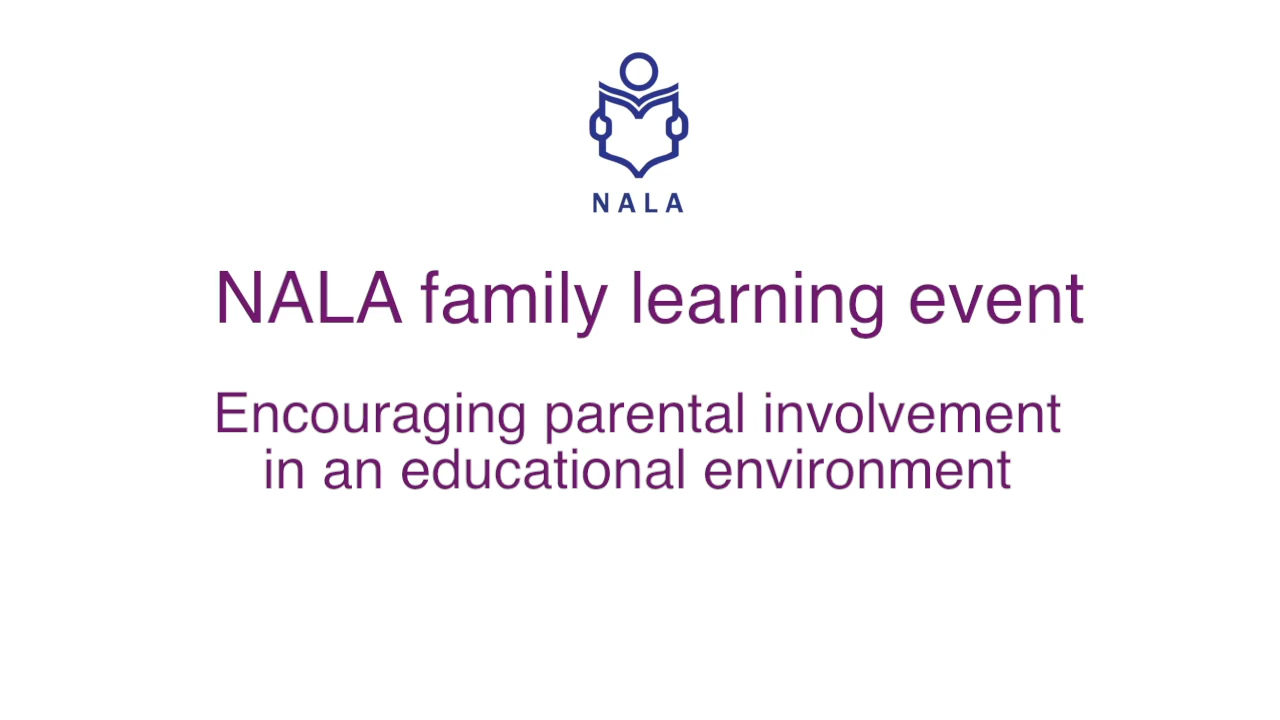 NALA
NALA family learning event
Encouraging parental involvement
in an educational environment